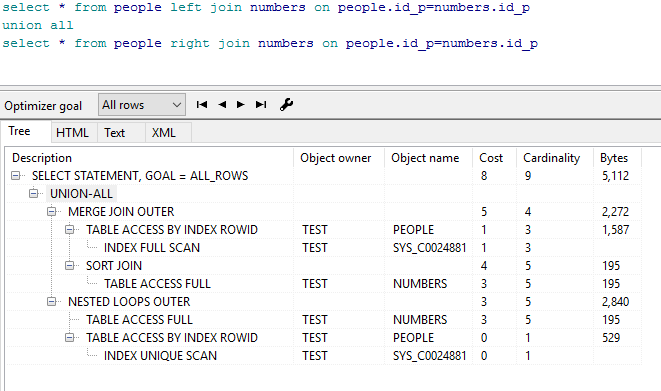 select * from people left join numbers on people.id_p=numbers.id_p
union all
select * from people right join numbers on people.id_p=numbers.id_p
Optimizer goal All rows
Tree HTML Text XML
Description Object owner Object name Cost Cardinality Bytes
SELECT STATEMENT, GOAL = ALL_ROWS 8 9 5,112
UNION-ALL
MERGE JOIN OUTER 5 4 2,272
TABLE ACCESS BY INDEX ROWID TEST PEOPLE 1 3 1,587
INDEX FULL SCAN TEST SYS_C0024881 1 3
SORT JOIN 4 5 195
TABLE ACCESS FULL TEST NUMBERS 3 5 195
NESTED LOOPS OUTER 3 5 2,840
TABLE ACCESS FULL TEST NUMBERS 3 5 195
TABLE ACCESS BY INDEX ROWID TEST PEOPLE 0 1 529
INDEX UNIQUE SCAN TEST SYS_C0024881 0 1